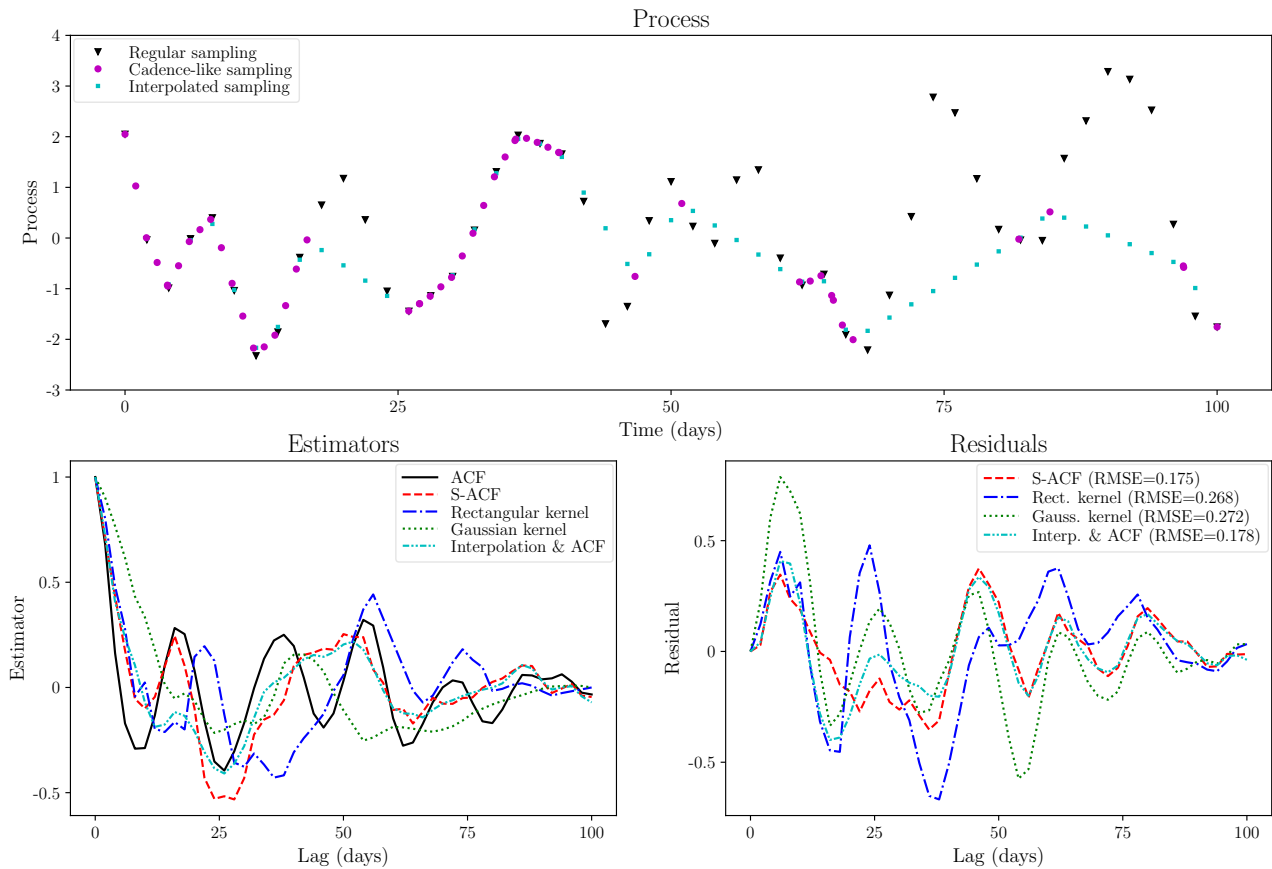 Process
4
3
2
1
0
-1
-2
-3
Process
Regular sampling
Cadence-like sampling
Interpolated sampling
0
25
50
75
100
Time (days)
Estimators
1
0.5
0
-0.5
Estimator
ACF
S-ACF
Rectangular kernel
Gaussian kernel
Interpolation & ACF
0
25
50
75
100
Lag (days)
Residuals
0.5
0
-0.5
Residual
S-ACF (RMSE=0.175)
Rect. kernel (RMSE=0.268)
Gauss. kernel (RMSE=0.272)
Interp. & ACF (RMSE=0.178)
0
25
50
75
100
Lag (days)